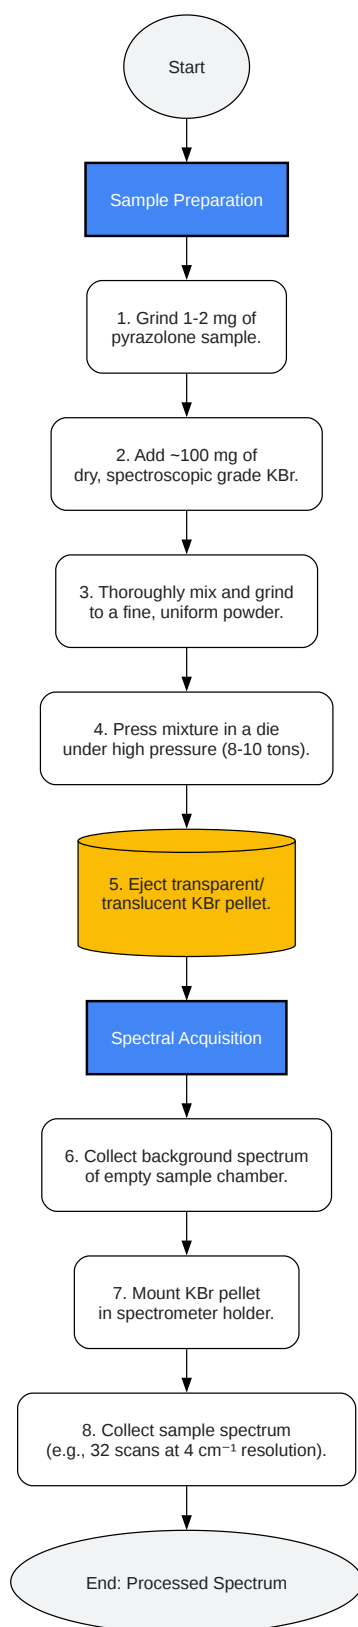 Start
Sample Preparation
1. Grind 1-2 mg of
pyrazolone sample.
2. Add ~100 mg of
dry, spectroscopic grade KBr.
3. Thoroughly mix and grind
to a fine, uniform powder.
4. Press mixture in a die
under high pressure (8-10 tons).
5. Eject transparent/
translucent KBr pellet.
Spectral Acquisition
6. Collect background spectrum
of empty sample chamber.
7. Mount KBr pellet
in spectrometer holder.
8. Collect sample spectrum
(e.g., 32 scans at 4 cm⁻¹ resolution).
End: Processed Spectrum